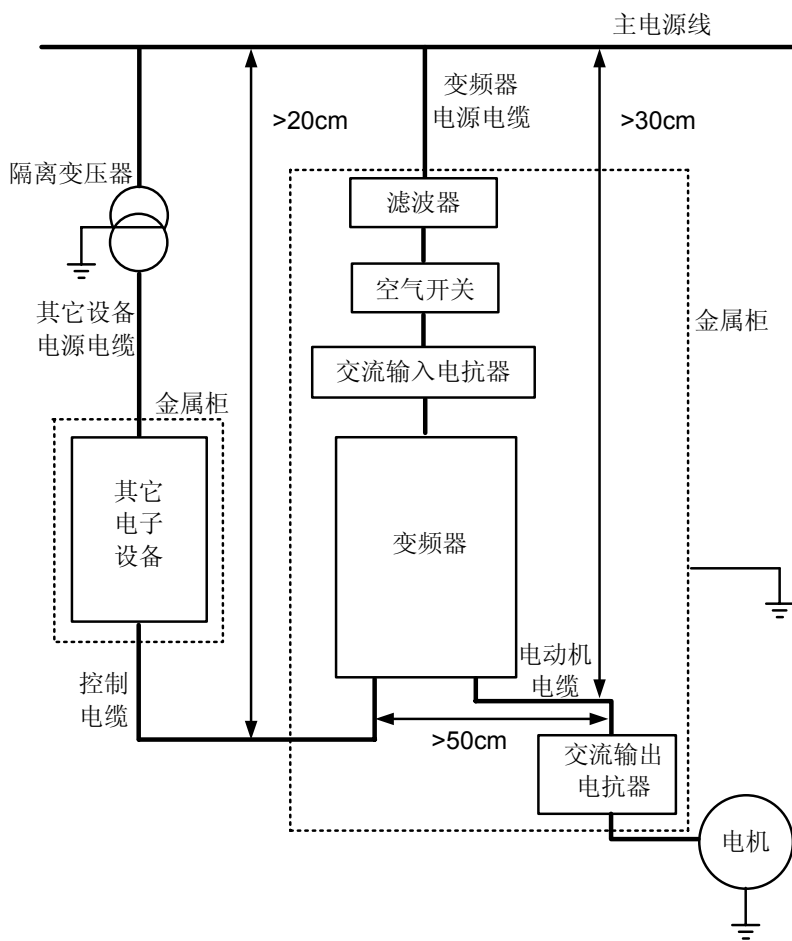 主电源线
变频器
电源电缆
>20cm
>30cm
隔离变压器
滤波器
空气开关
其它设备
电源电缆
金属柜
交流输入电抗器
金属柜
其它
电子
设备
变频器
控制
电缆
电动机
电缆
>50cm
交流输出
电抗器
电机